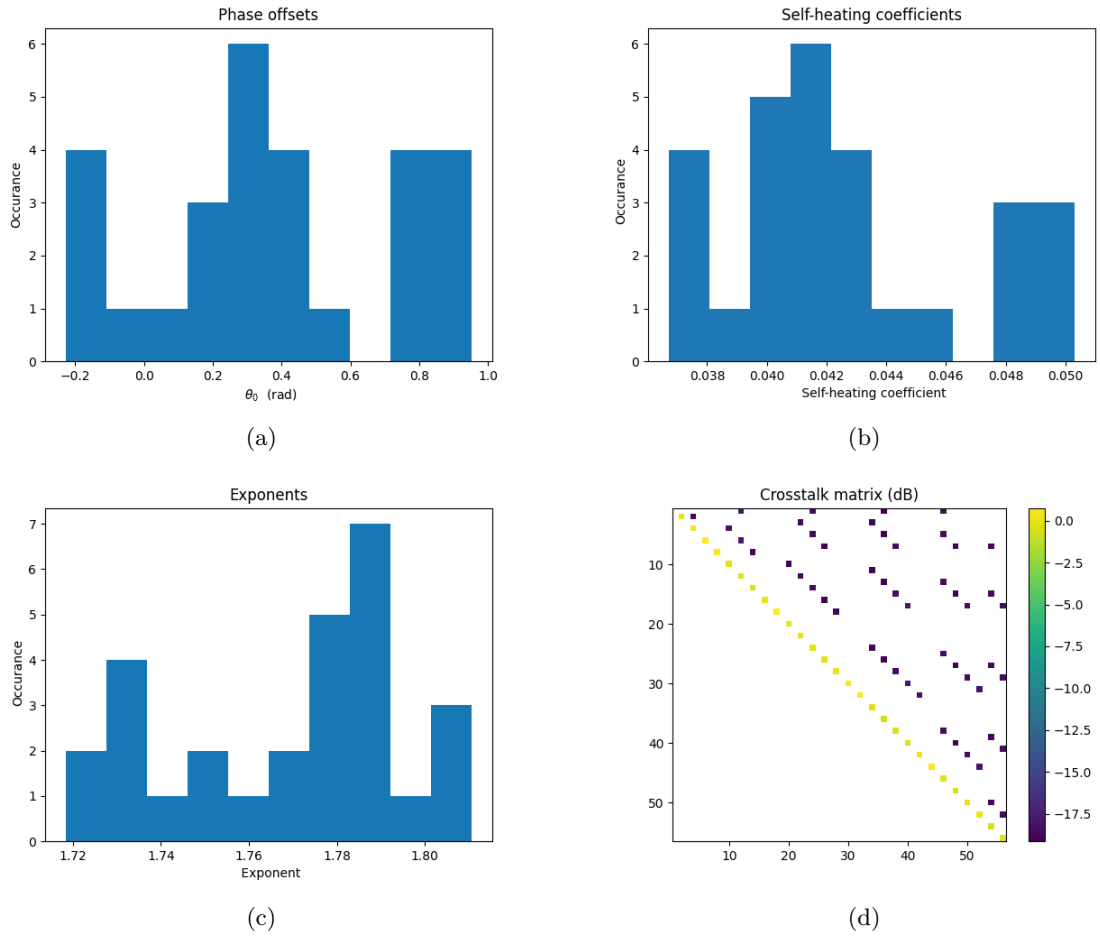 Phase offsets
6
5
4
3
2
1
0
Occurance
−0.2 0.0 0.2 0.4 0.6 0.8 1.0
θ₀ (rad)
(a)
Self-heating coefficients
6
5
4
3
2
1
0
Occurance
0.038 0.040 0.042 0.044 0.046 0.048 0.050
Self-heating coefficient
(b)
Exponents
7
6
5
4
3
2
1
0
Occurance
1.72 1.74 1.76 1.78 1.80
Exponent
(c)
Crosstalk matrix (dB)
10
20
30
40
50
10 20 30 40 50
0.0
−2.5
−5.0
−7.5
−10.0
−12.5
−15.0
−17.5
(d)